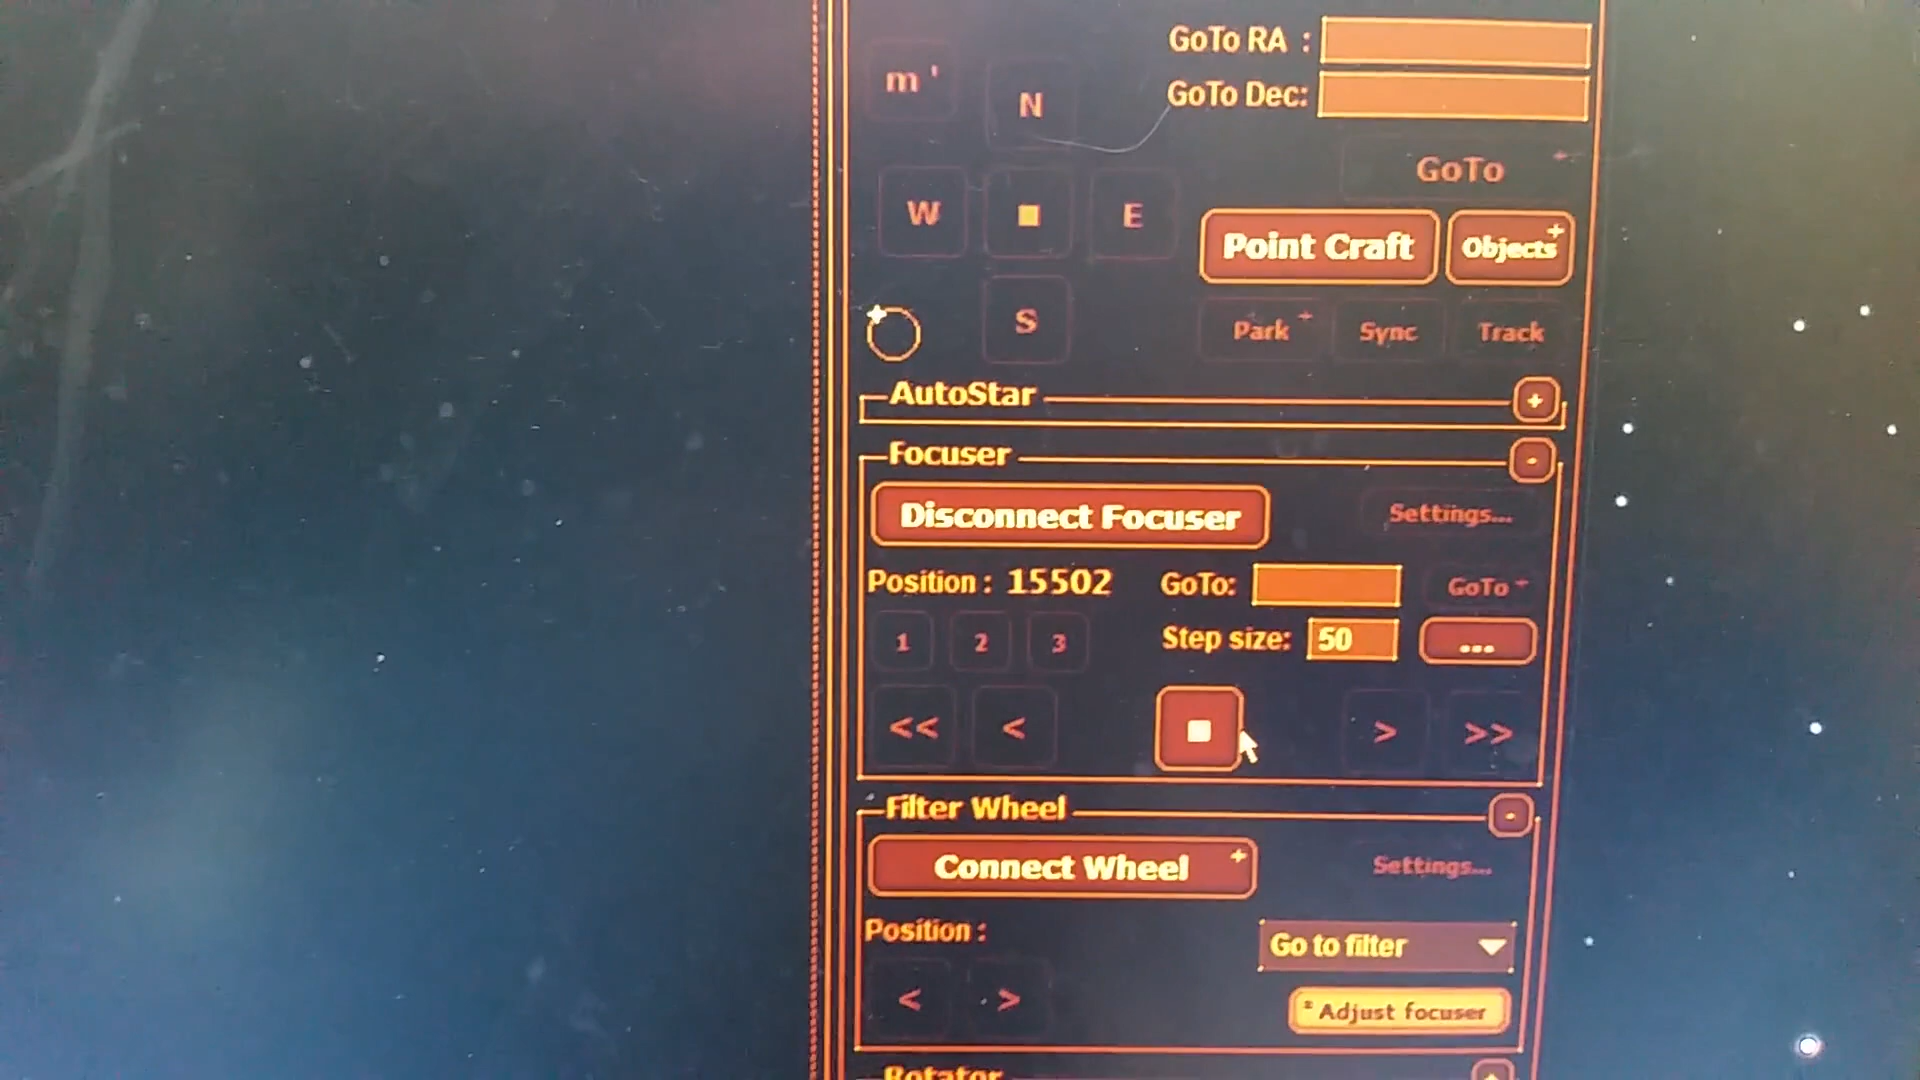 GoTo RA :
m '
N
GoTo Dec:
GoTo
W
E
Point Craft
Objects
S
Park
Sync
Track
AutoStar
+
Focuser
-
Disconnect Focuser
Settings...
Position : 15502
GoTo:
GoTo
1
2
3
Step size: 50
...
<<
<
>
>>
Filter Wheel
-
Connect Wheel
Settings...
Position :
Go to filter
<
>
Adjust focuser
Rotator